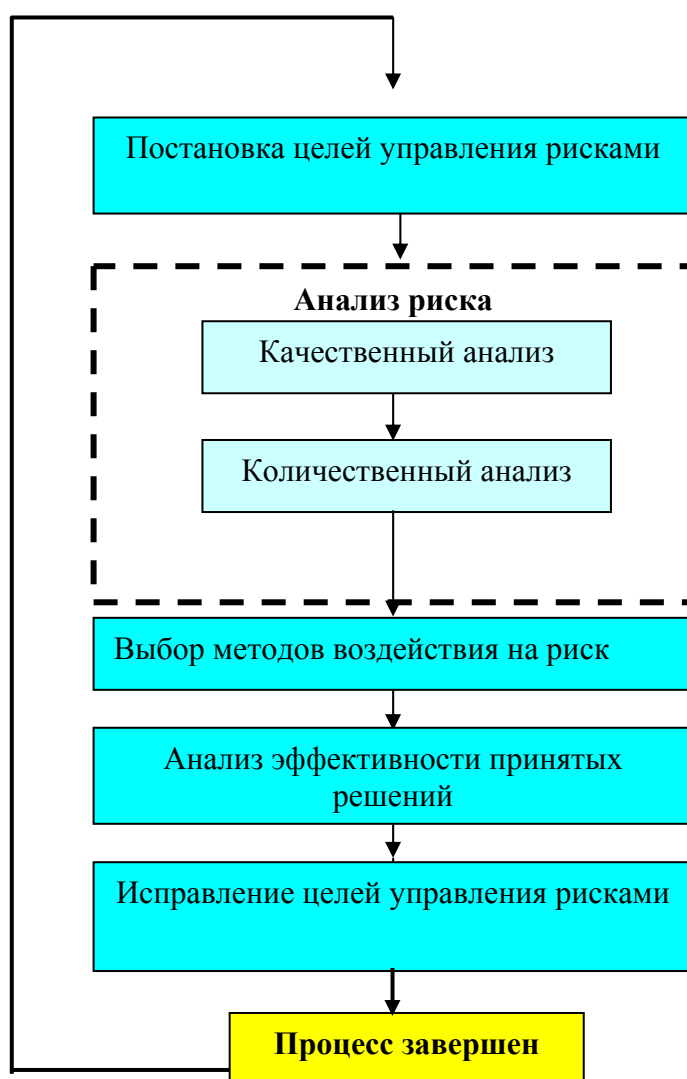 Постановка целей управления рисками
Анализ риска
Качественный анализ
Количественный анализ
Выбор методов воздействия на риск
Анализ эффективности принятых
решений
Исправление целей управления рисками
Процесс завершен